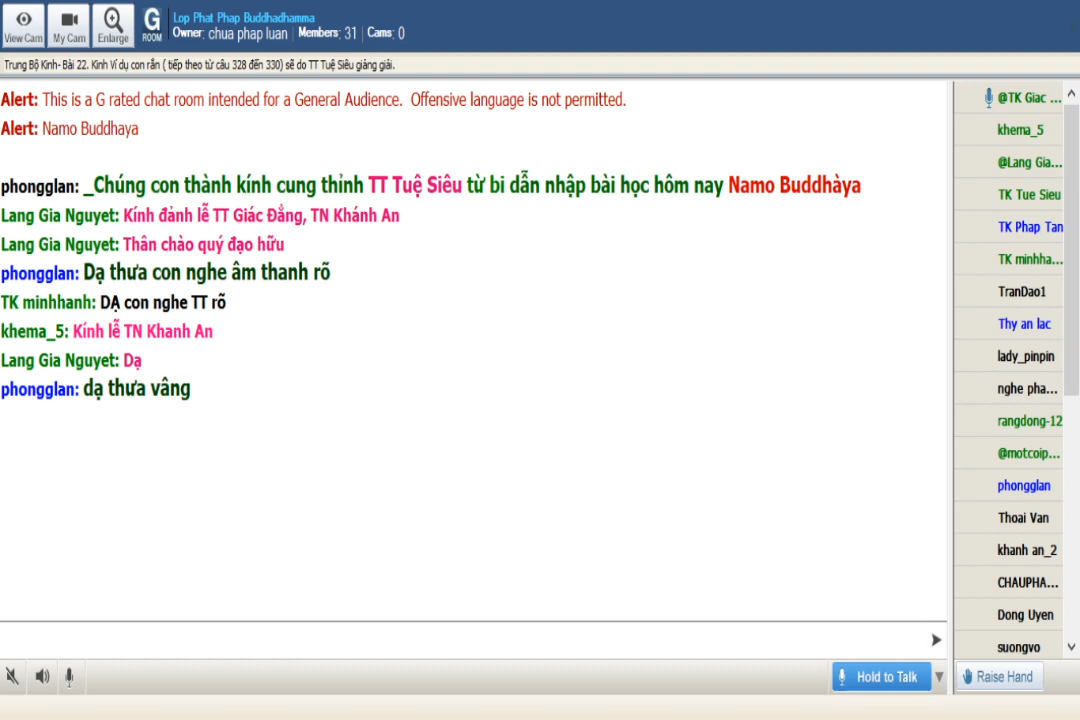 View Cam
My Cam
Enlarge
G
ROOM
Lop Phat Phap Buddhadhamma
Owner: chua phap luan | Members: 31 | Cams: 0
Trung Bộ Kinh- Bài 22. Kinh Ví dụ con rắn ( tiếp theo từ câu 328 đến 330) sẽ do TT Tuệ Siêu giảng giải.
Alert: This is a G rated chat room intended for a General Audience. Offensive language is not permitted.
Alert: Namo Buddhaya
phongglan: _Chúng con thành kính cung thỉnh TT Tuệ Siêu từ bi dẫn nhập bài học hôm nay Namo Buddhàya
Lang Gia Nguyet: Kính đảnh lễ TT Giác Đẳng, TN Khánh An
Lang Gia Nguyet: Thân chào quý đạo hữu
phongglan: Dạ thưa con nghe âm thanh rõ
TK minhhanh: DẠ con nghe TT rõ
khema_5: Kính lễ TN Khanh An
Lang Gia Nguyet: Dạ
phongglan: dạ thưa vâng
@TK Giac ...
khema_5
@Lang Gia...
TK Tue Sieu
TK Phap Tan
TK minhha...
TranDao1
Thy an lac
lady_pinpin
nghe pha...
rangdong-12
@motcoip...
phongglan
Thoai Van
khanh an_2
CHAUPHA...
Dong Uyen
suongvo
Hold to Talk
Raise Hand